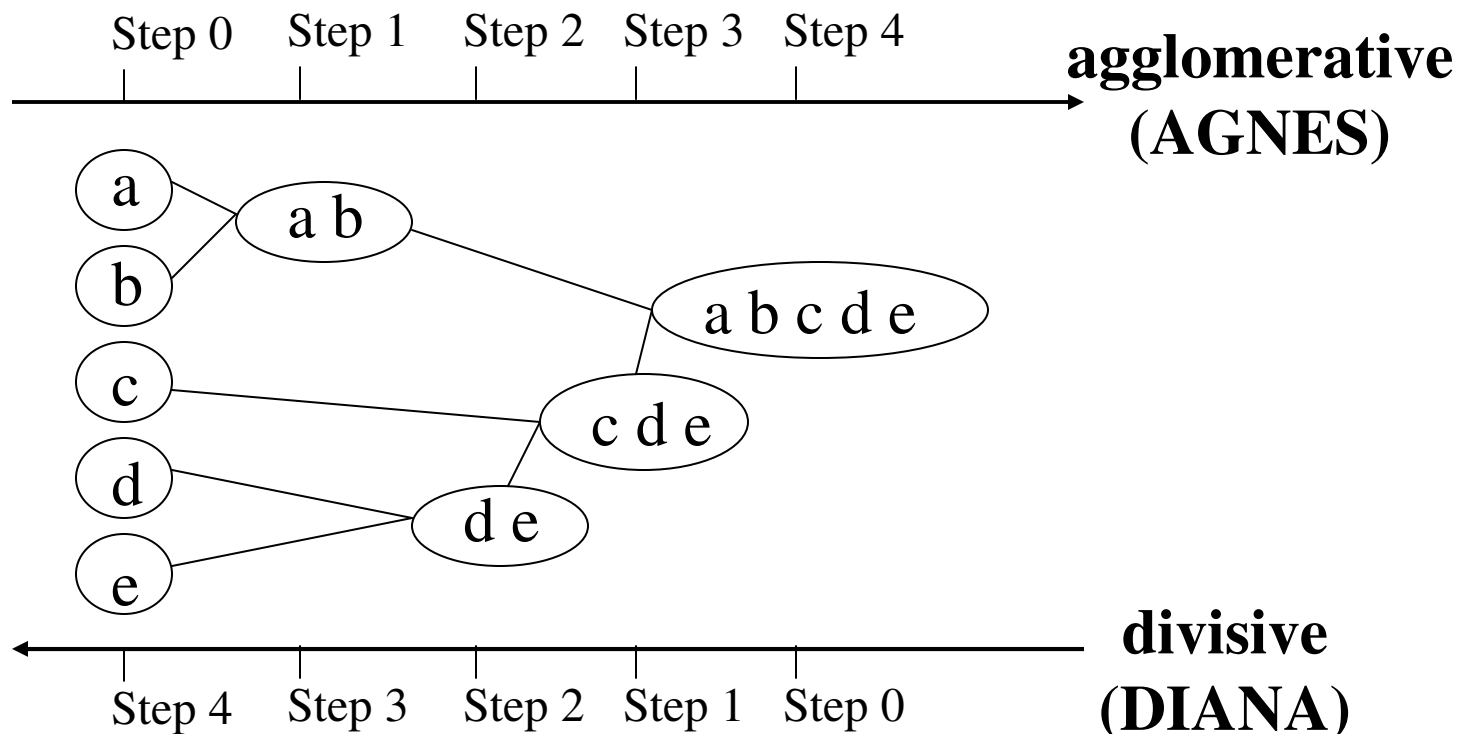 Step 0 Step 1 Step 2 Step 3 Step 4
agglomerative
(AGNES)
a
a b
b
a b c d e
c
c d e
d
d e
e
divisive
(DIANA)
Step 4 Step 3 Step 2 Step 1 Step 0